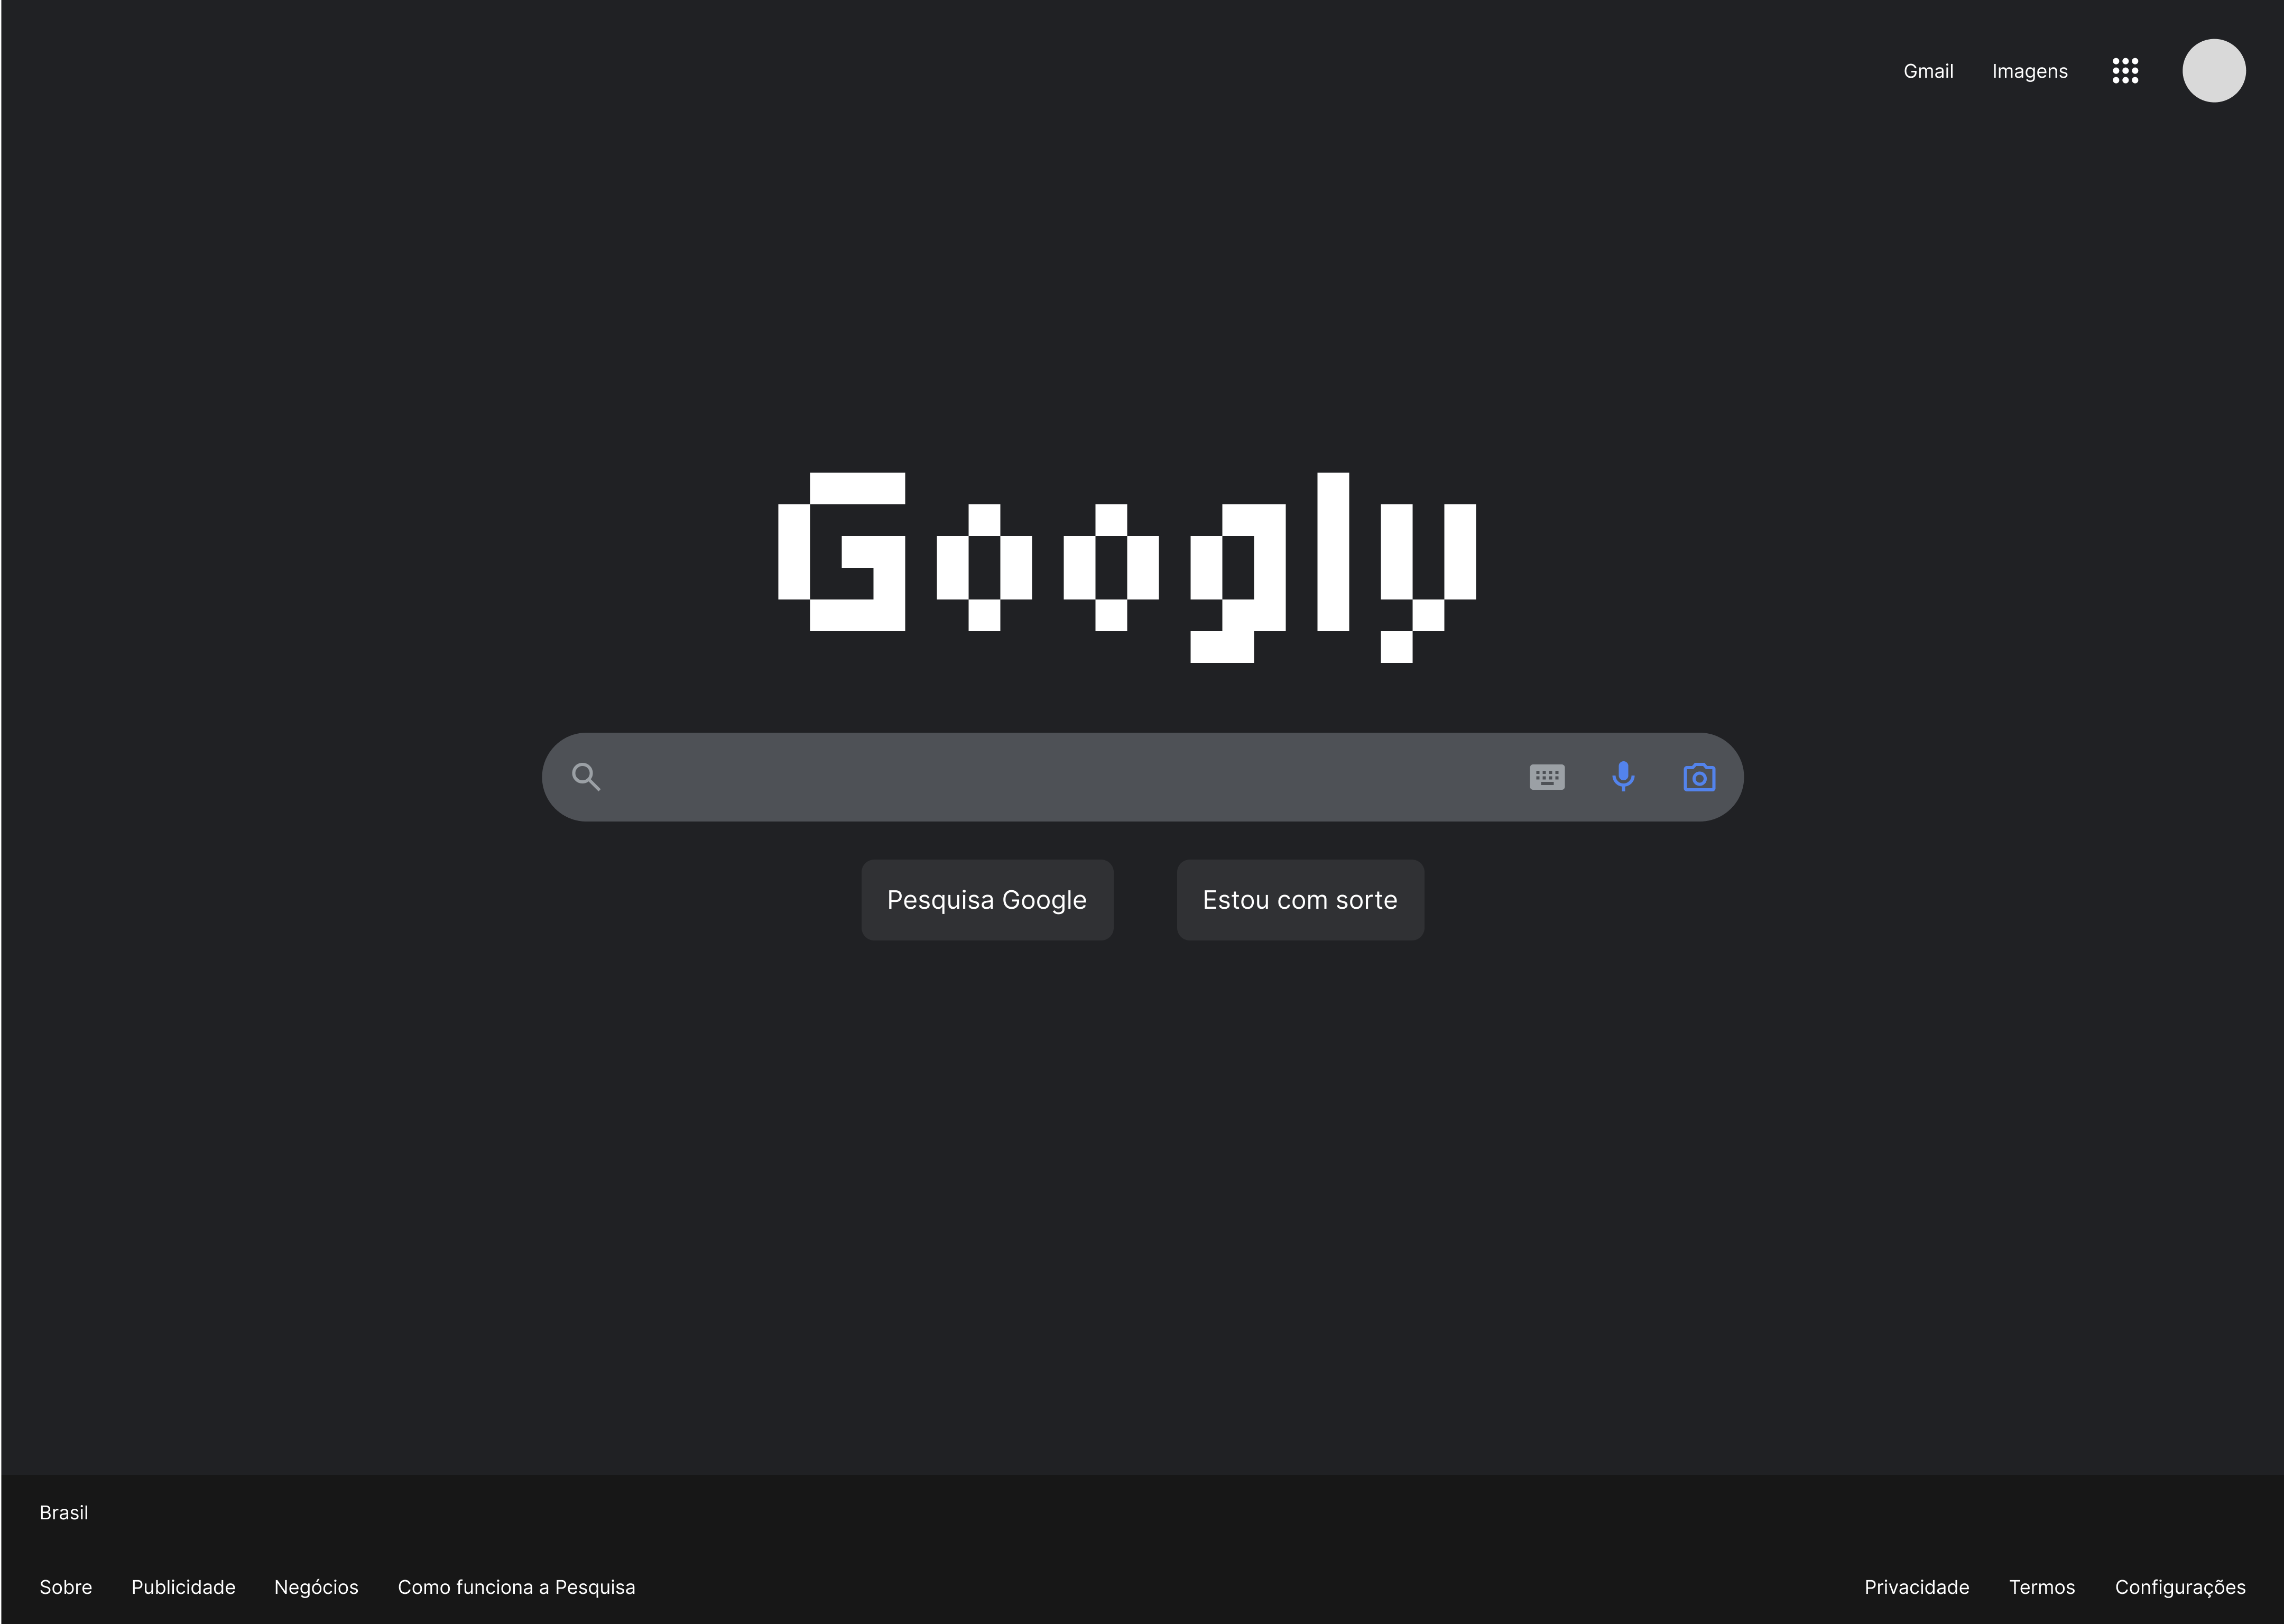 Gmail Imagens
Googly
Pesquisa Google Estou com sorte
Brasil
Sobre Publicidade Negócios Como funciona a Pesquisa Privacidade Termos Configurações